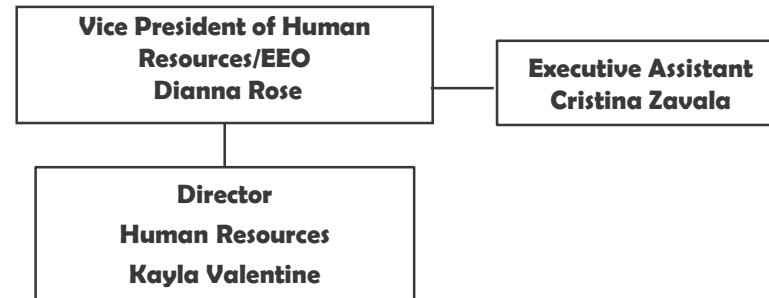 Vice President of Human
Resources/EEO
Dianna Rose
Executive Assistant
Cristina Zavala
Director
Human Resources
Kayla Valentine